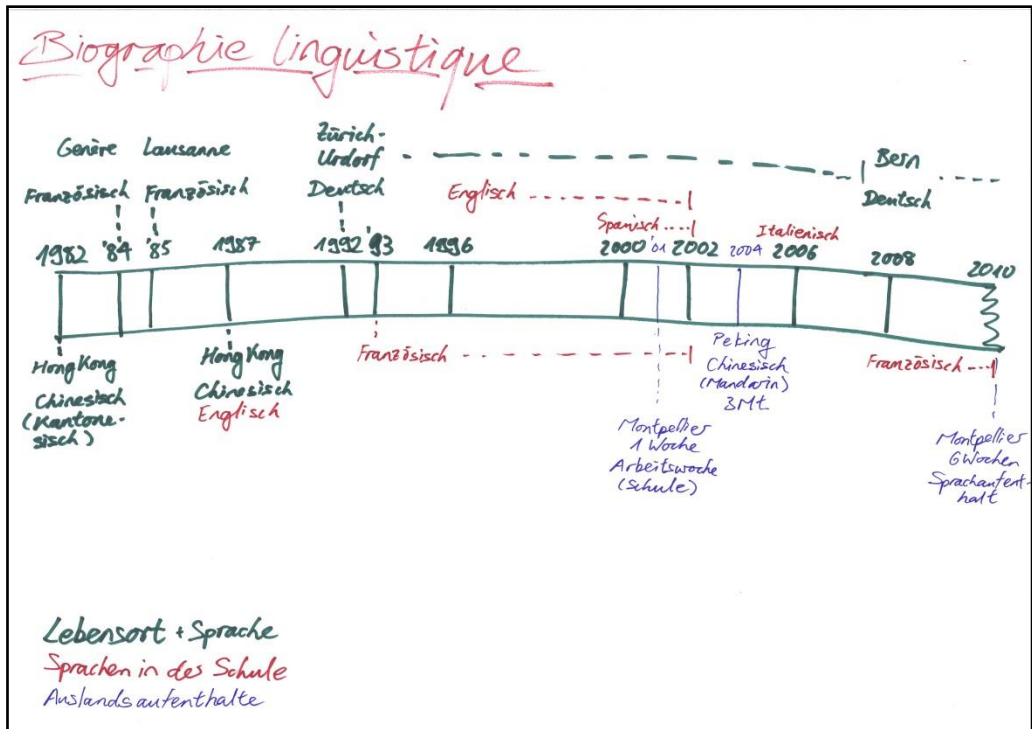 Biographie linguistique
Genève
Französisch
Lausanne
Französisch
Zürich-
Urdorf
Deutsch
Englisch
Spanisch
Italienisch
Bern
Deutsch
1982 '84 '85 1987 1992 '93 1996 2000 '01 2002 2004 2006 2008 2010
Hong Kong
Chinesisch
(Kantone-
sisch)
Hong Kong
Chinesisch
Englisch
Französisch
Montpellier
1 Woche
Arbeitswoche
(Schule)
Peking
Chinesisch
(Mandarin)
3Mt
Französisch
Montpellier
6 Wochen
Sprachaufent-
halt
Lebensort + Sprache
Sprachen in der Schule
Auslandsaufenthalte